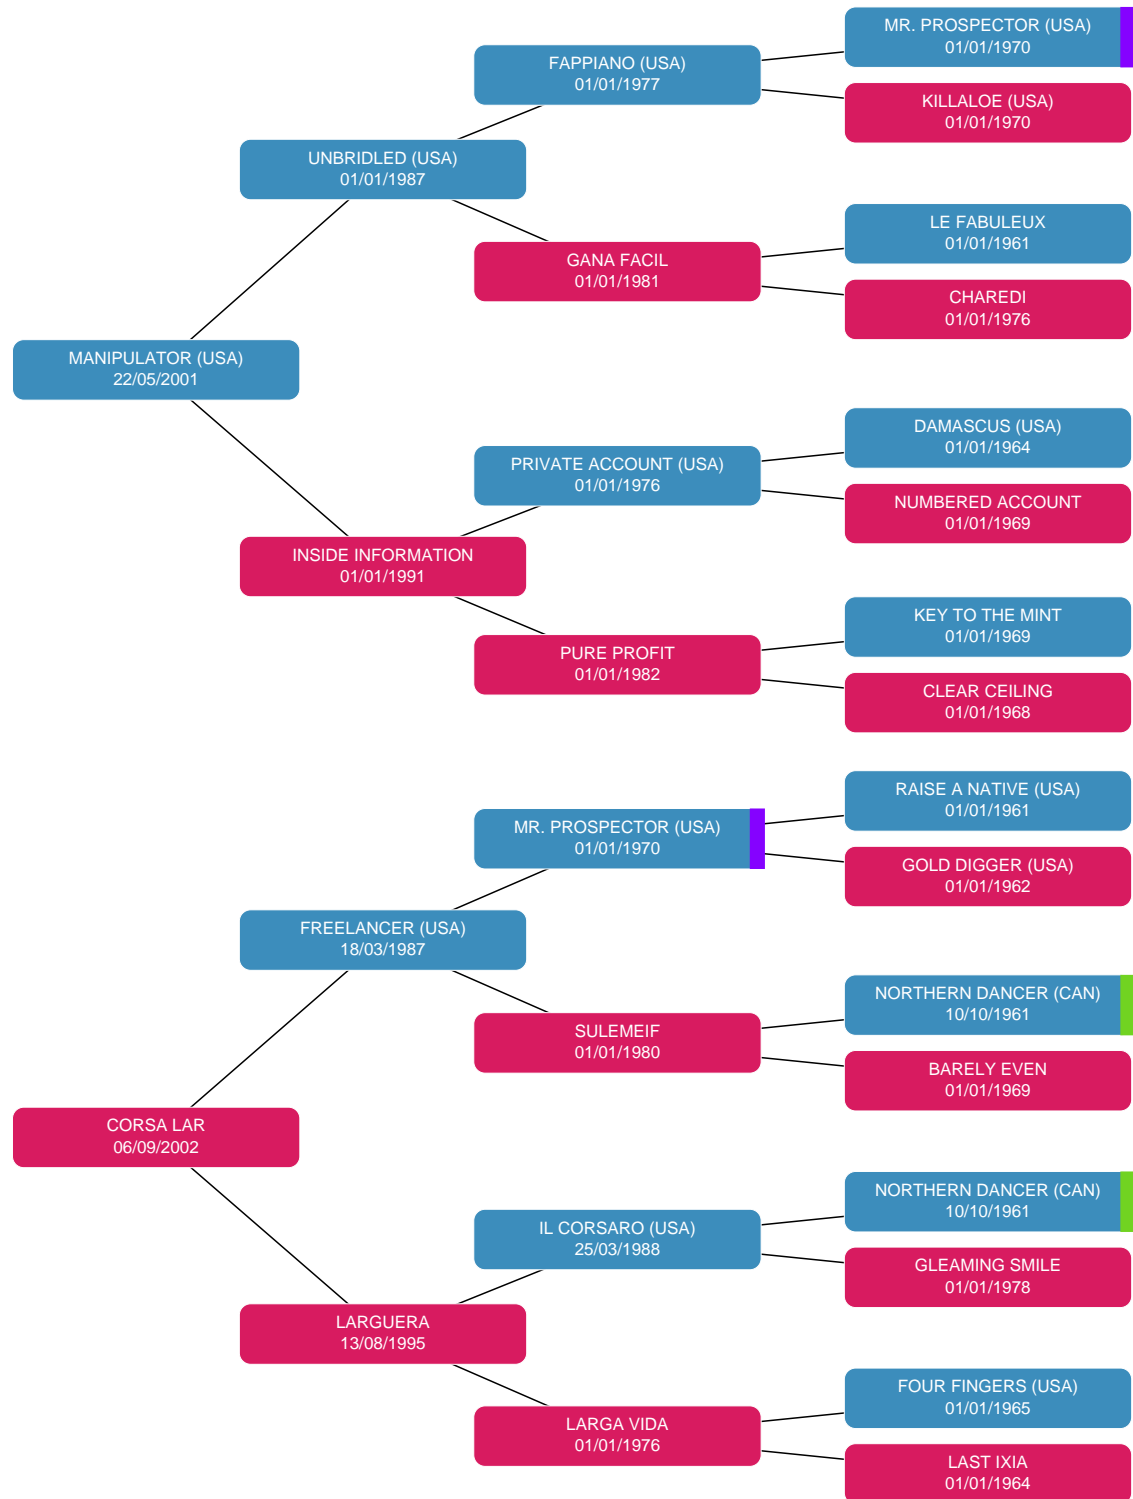 MR. PROSPECTOR (USA)
01/01/1970
FAPPIANO (USA)
01/01/1977
KILLALOE (USA)
01/01/1970
UNBRIDLED (USA)
01/01/1987
LE FABULEUX
01/01/1961
GANA FACIL
01/01/1981
CHAREDI
01/01/1976
MANIPULATOR (USA)
22/05/2001
DAMASCUS (USA)
01/01/1964
PRIVATE ACCOUNT (USA)
01/01/1976
NUMBERED ACCOUNT
01/01/1969
INSIDE INFORMATION
01/01/1991
KEY TO THE MINT
01/01/1969
PURE PROFIT
01/01/1982
CLEAR CEILING
01/01/1968
RAISE A NATIVE (USA)
01/01/1961
MR. PROSPECTOR (USA)
01/01/1970
GOLD DIGGER (USA)
01/01/1962
FREELANCER (USA)
18/03/1987
NORTHERN DANCER (CAN)
10/10/1961
SULEMEIF
01/01/1980
BARELY EVEN
01/01/1969
CORSA LAR
06/09/2002
NORTHERN DANCER (CAN)
10/10/1961
IL CORSARO (USA)
25/03/1988
GLEAMING SMILE
01/01/1978
LARGUERA
13/08/1995
FOUR FINGERS (USA)
01/01/1965
LARGA VIDA
01/01/1976
LAST IXIA
01/01/1964